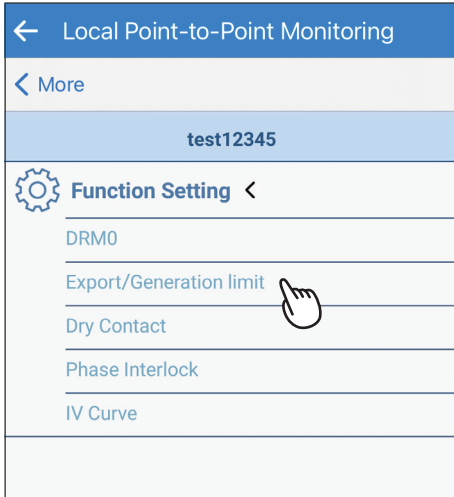 Local Point-to-Point Monitoring
More
test12345
Function Setting
DRM0
Export/Generation limit
Dry Contact
Phase Interlock
IV Curve